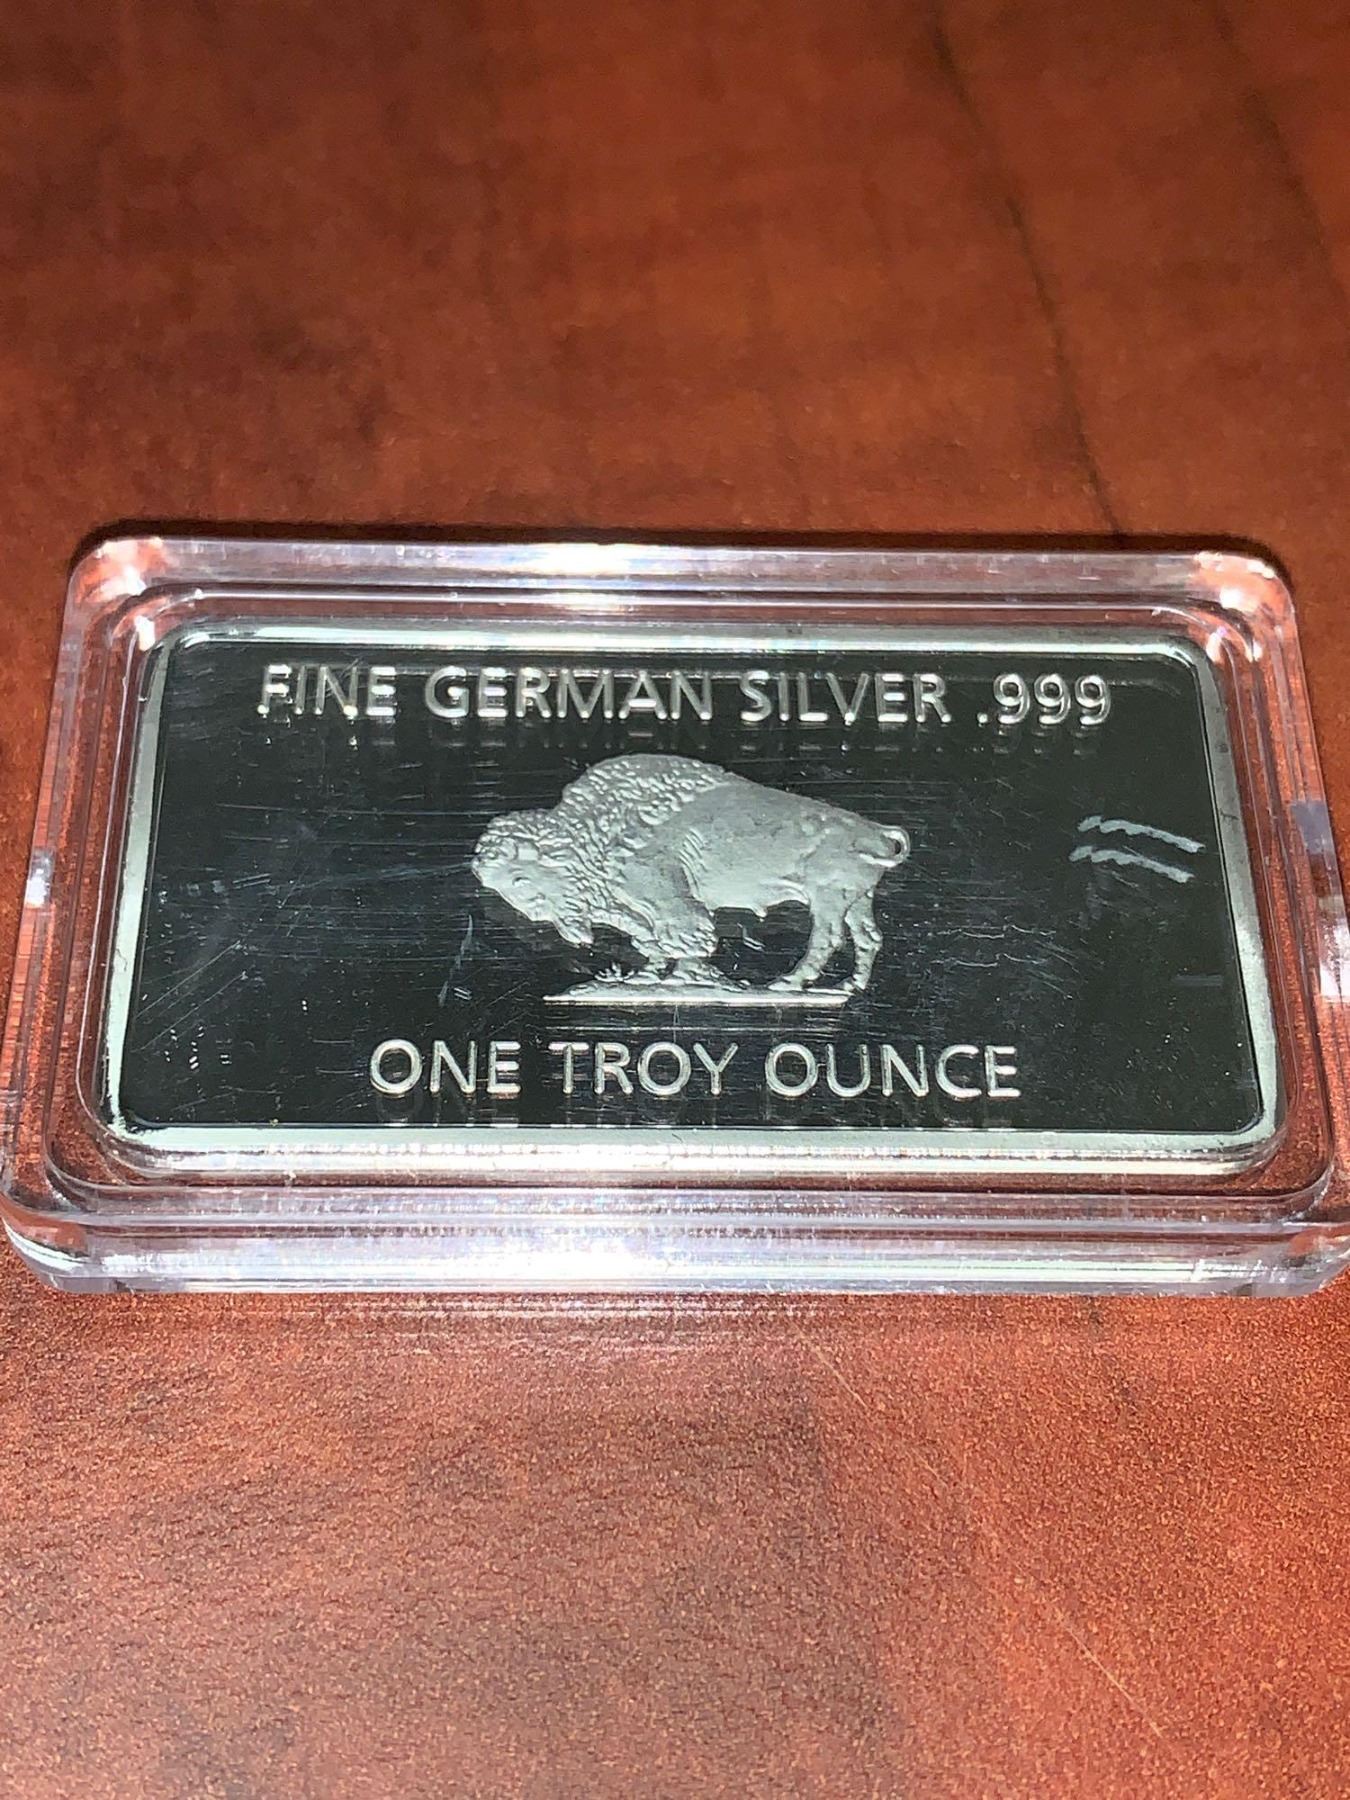 FINE GERMAN SILVER .999
ONE TROY OUNCE